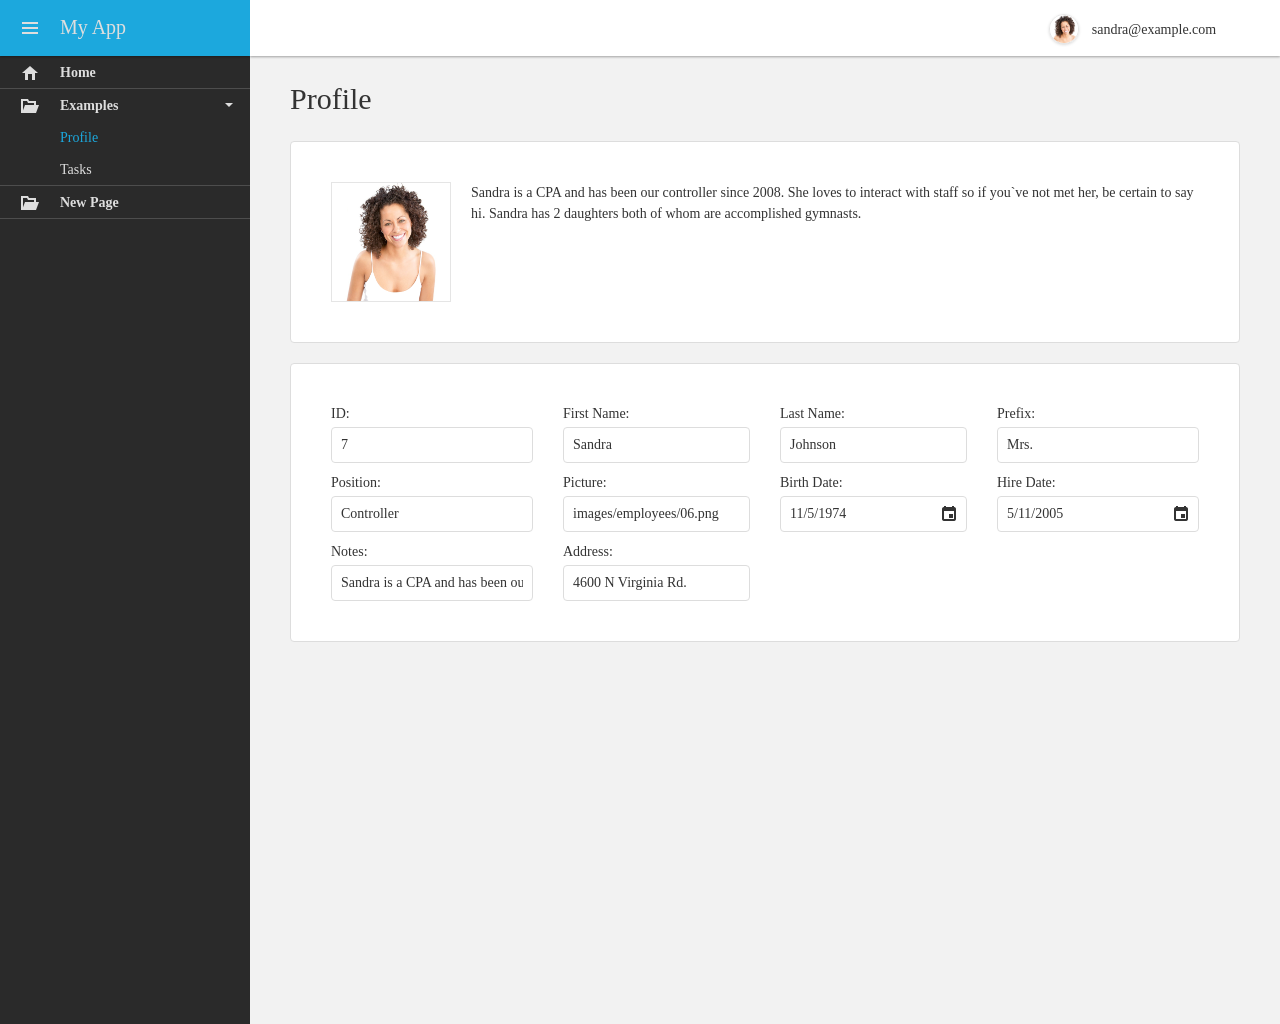 My App
sandra@example.com
Home
Examples
Profile
Tasks
New Page
Profile
Sandra is a CPA and has been our controller since 2008. She loves to interact with staff so if you`ve not met her, be certain to say
hi. Sandra has 2 daughters both of whom are accomplished gymnasts.
ID: First Name: Last Name: Prefix:
7 Sandra Johnson Mrs.
Position: Picture: Birth Date: Hire Date:
Controller images/employees/06.png 11/5/1974 5/11/2005
Notes: Address:
Sandra is a CPA and has been ou 4600 N Virginia Rd.